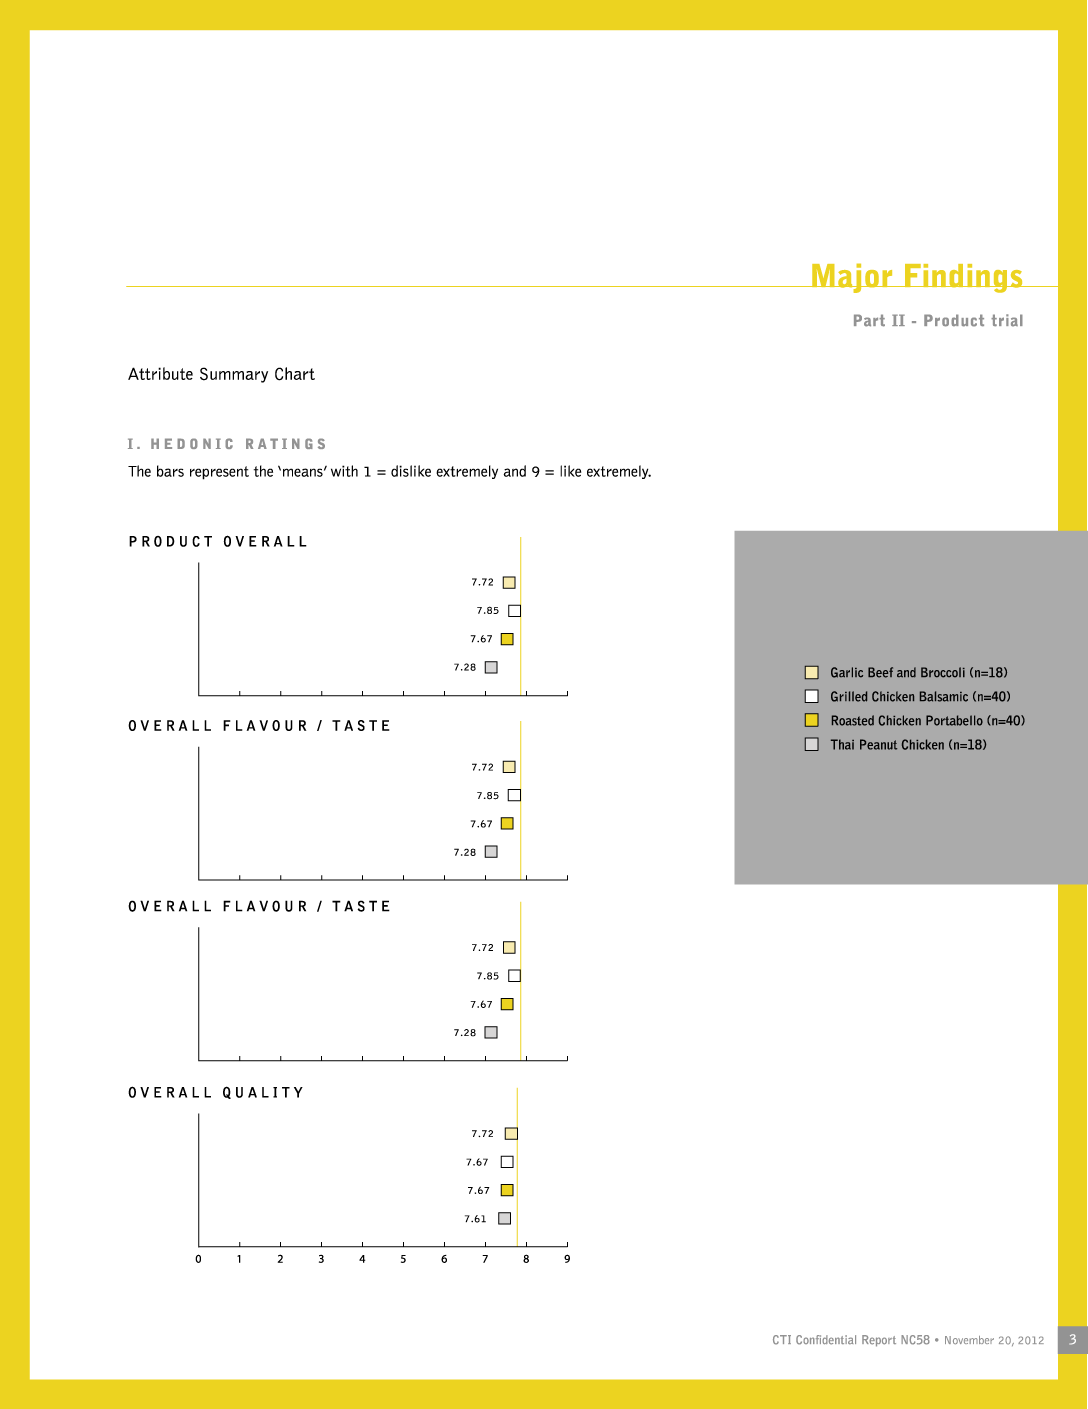 Major Findings
Part II - Product trial
Attribute Summary Chart
I. HEDONIC RATINGS
The bars represent the ‘means’ with 1 = dislike extremely and 9 = like extremely.
PRODUCT OVERALL
7.72
7.85
7.67
7.28
Garlic Beef and Broccoli (n=18)
Grilled Chicken Balsamic (n=40)
Roasted Chicken Portabello (n=40)
Thai Peanut Chicken (n=18)
OVERALL FLAVOUR / TASTE
7.72
7.85
7.67
7.28
OVERALL FLAVOUR / TASTE
7.72
7.85
7.67
7.28
OVERALL QUALITY
7.72
7.67
7.67
7.61
0 1 2 3 4 5 6 7 8 9
CTI Confidential Report NC58 • November 20, 2012 3